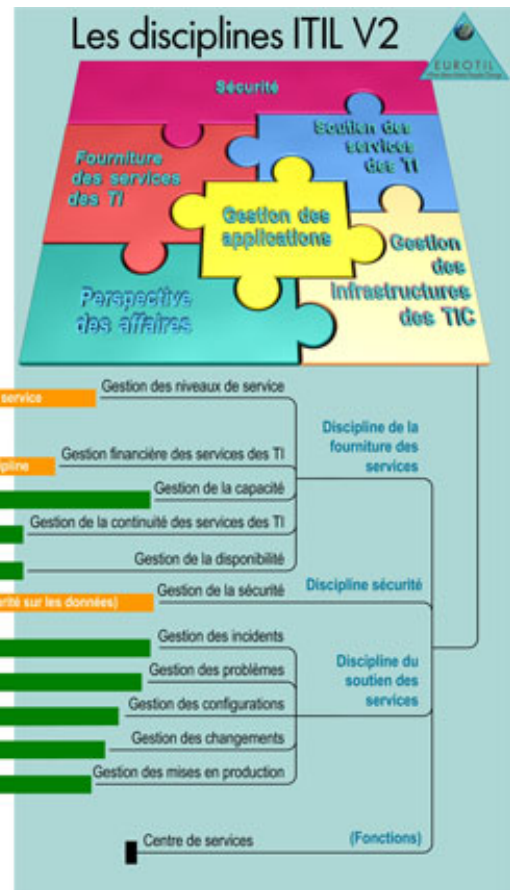 Les disciplines ITIL V2
EUROTIL
Sécurité
Fourniture
des services
des TI
Soutien des
services
des TI
Gestion des
applications
Gestion
des
infrastructures
des TIC
Perspective
des affaires
Gestion des niveaux de service
service
Discipline de la
fourniture des
services
Gestion financière des services des TI
Gestion de la capacité
Gestion de la continuité des services des TI
Gestion de la disponibilité
Gestion de la sécurité
Discipline sécurité
sur les données)
Gestion des incidents
Gestion des problèmes
Discipline du
soutien des
services
Gestion des configurations
Gestion des changements
Gestion des mises en production
Centre de services
(Fonctions)